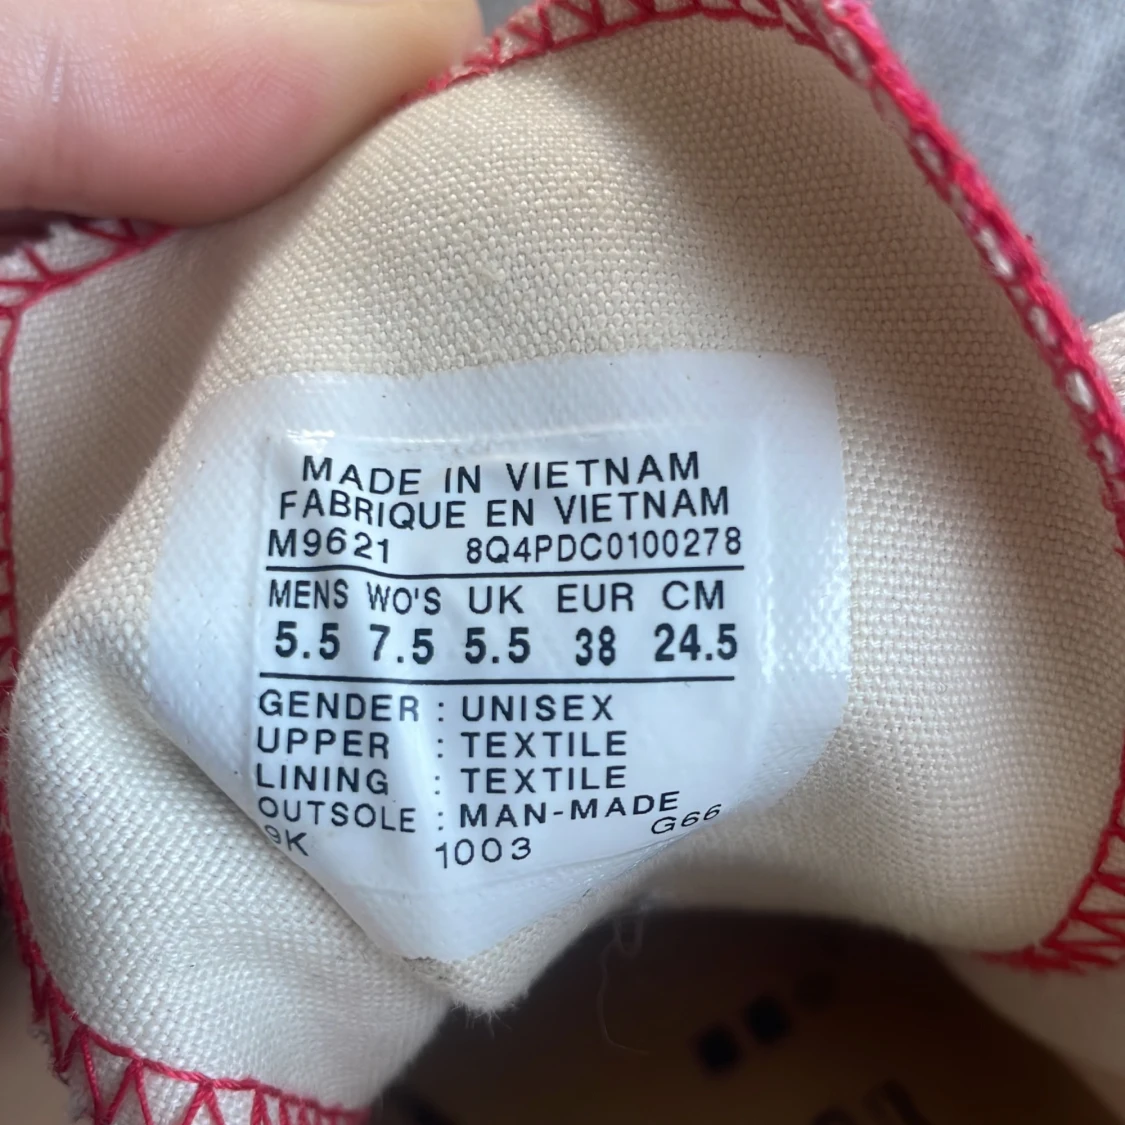 MADE IN VIETNAM
FABRIQUE EN VIETNAM
M9621 8Q4PDC0100278
MENS WO'S UK EUR CM
5.5 7.5 5.5 38 24.5
GENDER : UNISEX
UPPER : TEXTILE
LINING : TEXTILE
OUTSOLE : MAN-MADE
9K 1003 G66